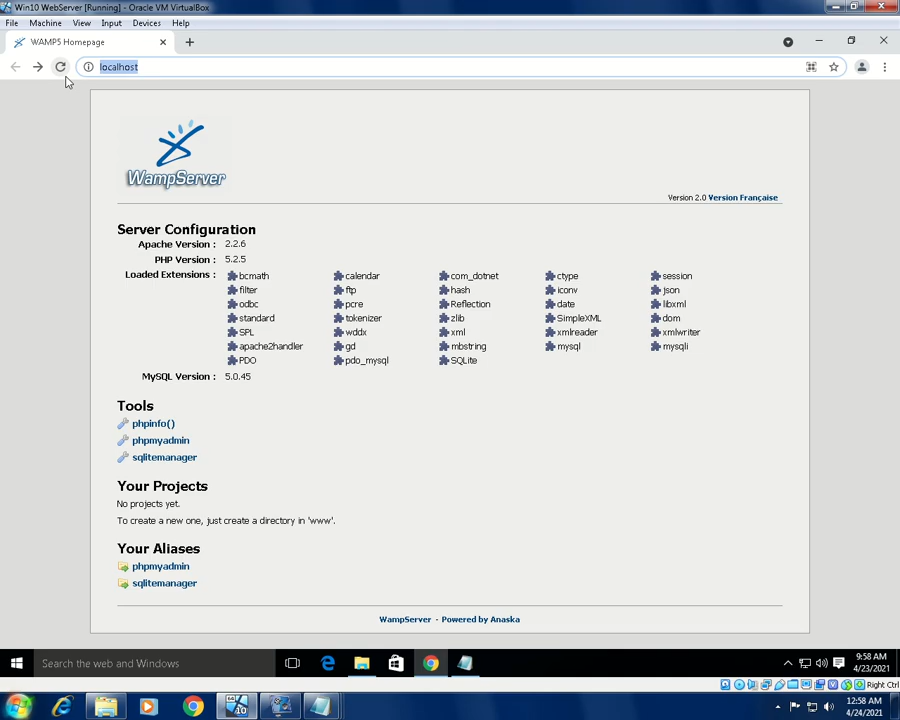 Win10 WebServer [Running] - Oracle VM VirtualBox
File Machine View Input Devices Help
WAMP5 Homepage
localhost
WampServer
Version 2.0 Version Française
Server Configuration
Apache Version : 2.2.6
PHP Version : 5.2.5
Loaded Extensions : bcmath calendar com_dotnet ctype session
filter ftp hash iconv json
odbc pcre Reflection date libxml
standard tokenizer zlib SimpleXML dom
SPL wddx xml xmlreader xmlwriter
apache2handler gd mbstring mysql mysqli
PDO pdo_mysql SQLite
MySQL Version : 5.0.45
Tools
phpinfo()
phpmyadmin
sqlitemanager
Your Projects
No projects yet.
To create a new one, just create a directory in 'www'.
Your Aliases
phpmyadmin
sqlitemanager
WampServer - Powered by Anaska
Search the web and Windows
9:58 AM
4/23/2021
Right Ctrl
12:58 AM
4/24/2021